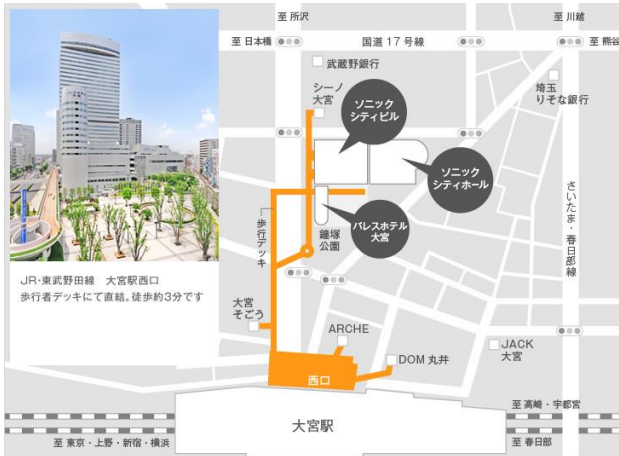 至 所沢
至 川越
至 日本橋
国道17号線
至 熊谷
武蔵野銀行
シーノ
大宮
ソニック
シティビル
埼玉
りそな銀行
ソニック
シティホール
さいたま・春日部線
パレスホテル
大宮
鐘塚
公園
歩行デッキ
JR・東武野田線 大宮駅西口
歩行者デッキにて直結。徒歩約3分です
大宮
そごう
ARCHE
JACK
大宮
DOM 丸井
西口
大宮駅
至 高崎・宇都宮
至 東京・上野・新宿・横浜
至 春日部